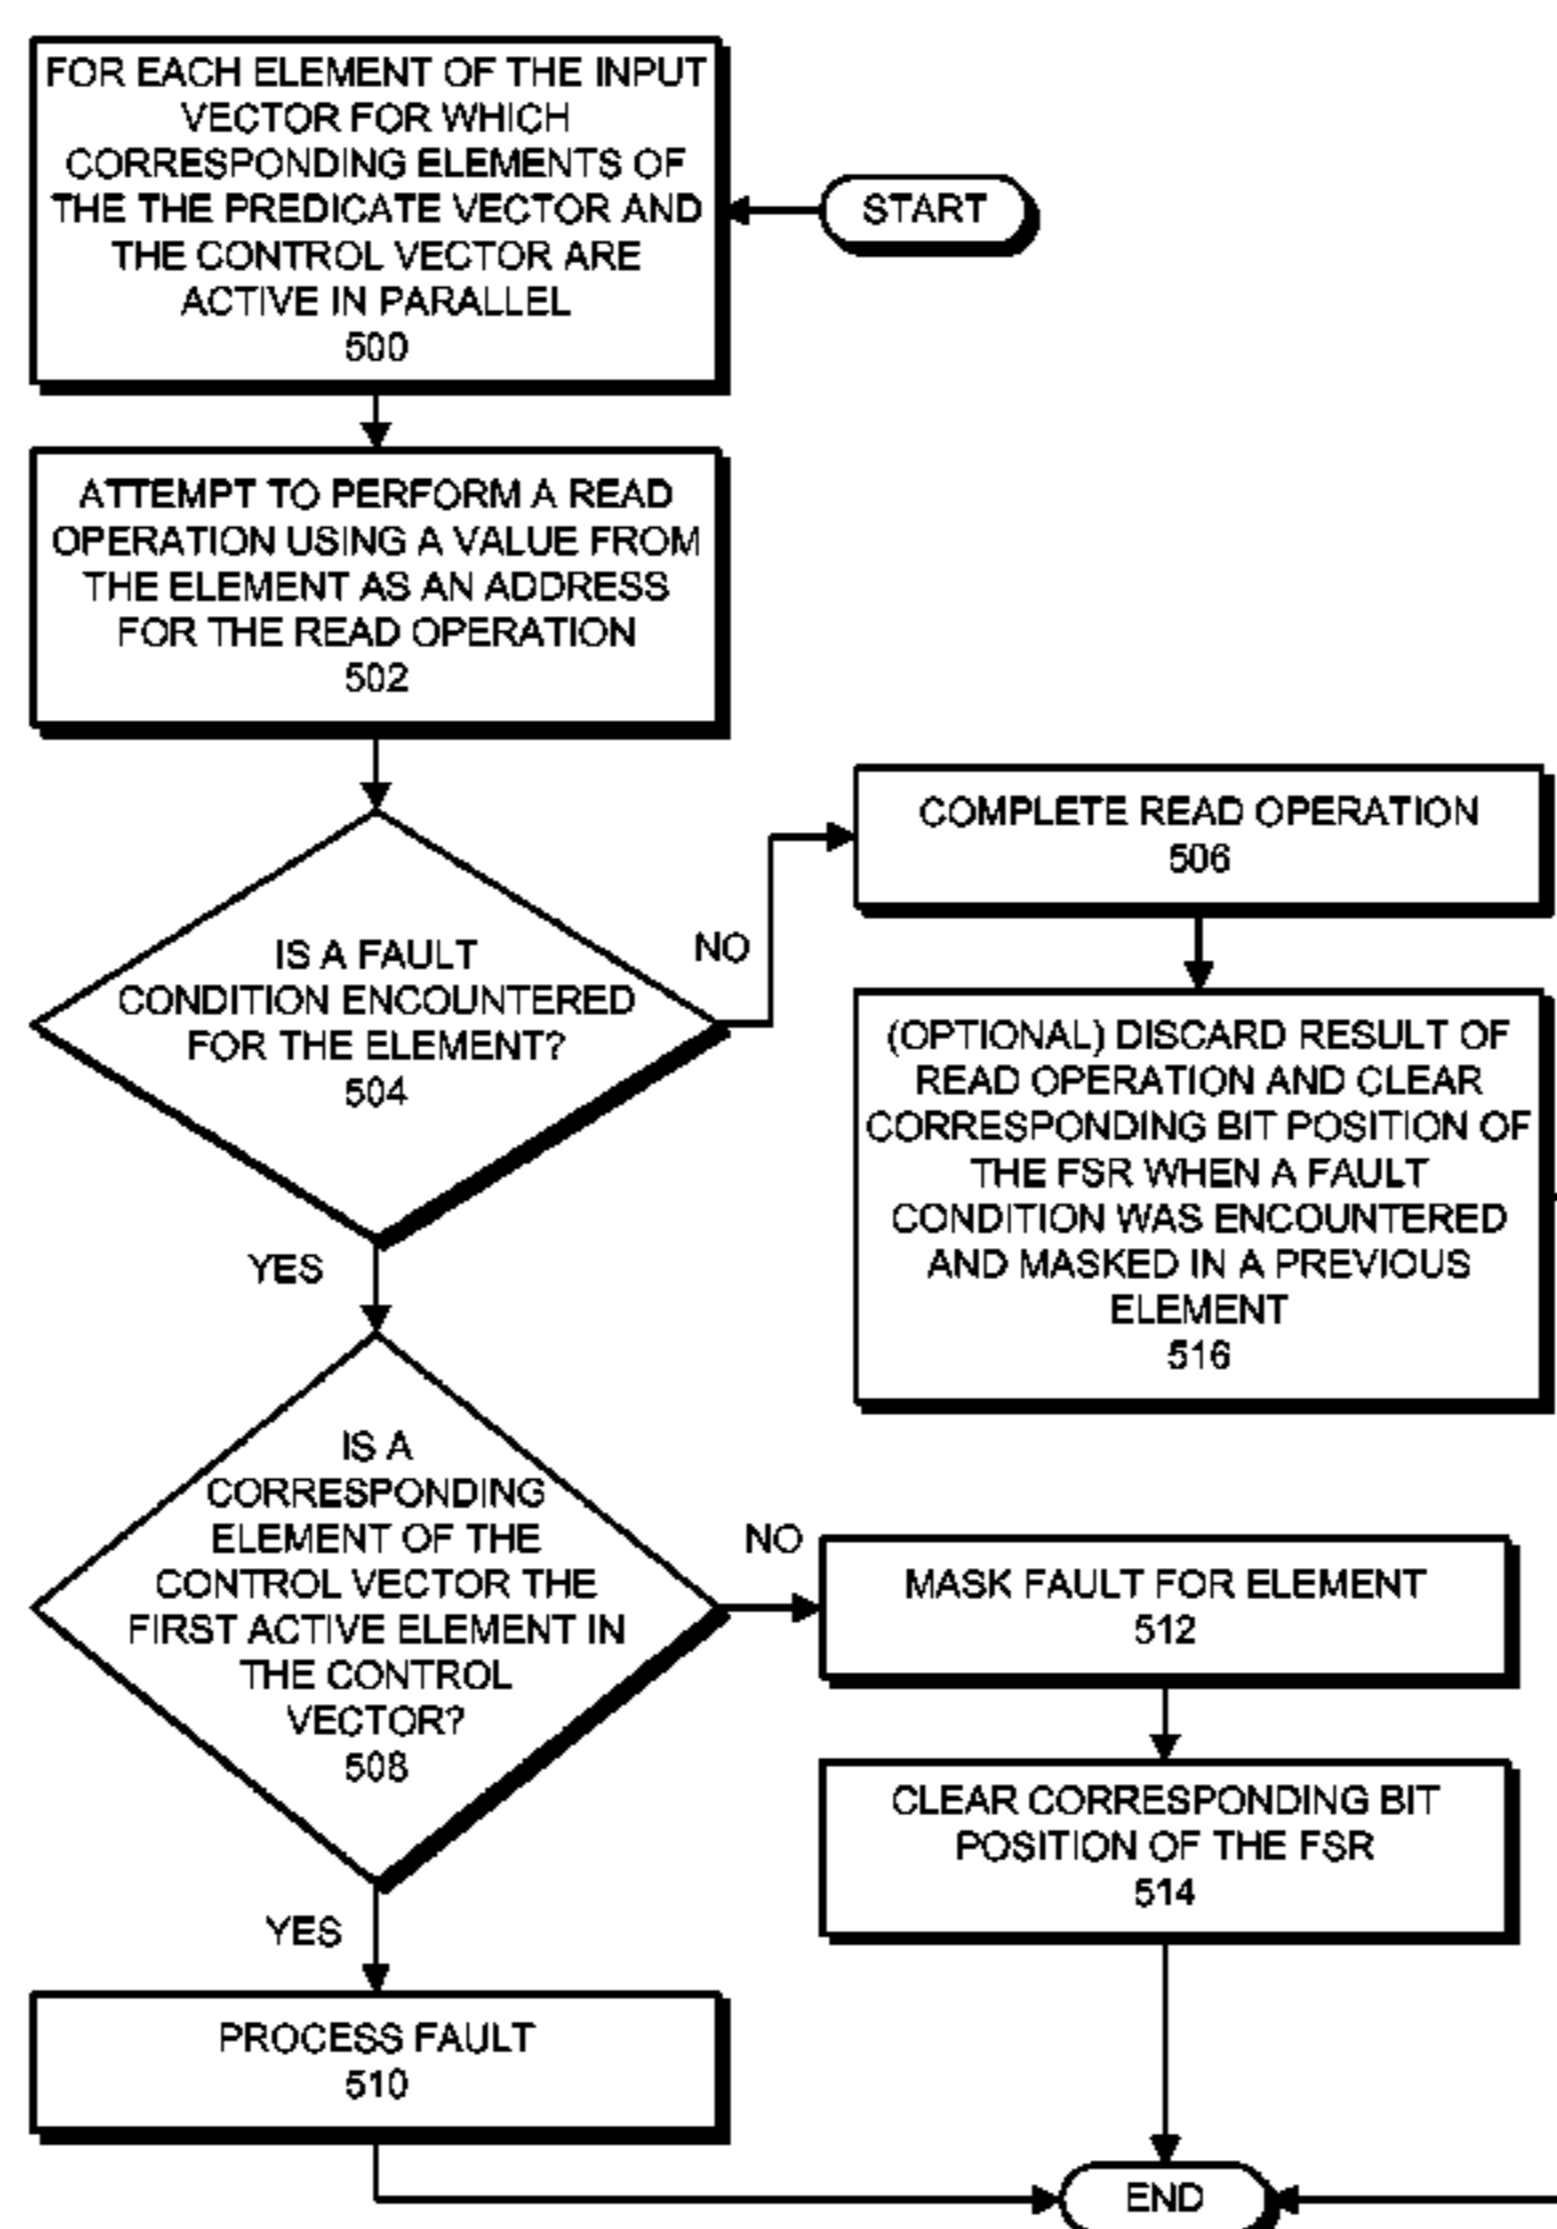 FOR EACH ELEMENT OF THE INPUT
VECTOR FOR WHICH
CORRESPONDING ELEMENTS OF
THE THE PREDICATE VECTOR AND
THE CONTROL VECTOR ARE
ACTIVE IN PARALLEL
500
START
ATTEMPT TO PERFORM A READ
OPERATION USING A VALUE FROM
THE ELEMENT AS AN ADDRESS
FOR THE READ OPERATION
502
IS A FAULT
CONDITION ENCOUNTERED
FOR THE ELEMENT?
504
NO
COMPLETE READ OPERATION
506
(OPTIONAL) DISCARD RESULT OF
READ OPERATION AND CLEAR
CORRESPONDING BIT POSITION OF
THE FSR WHEN A FAULT
CONDITION WAS ENCOUNTERED
AND MASKED IN A PREVIOUS
ELEMENT
516
YES
IS A
CORRESPONDING
ELEMENT OF THE
CONTROL VECTOR THE
FIRST ACTIVE ELEMENT IN
THE CONTROL
VECTOR?
508
NO
MASK FAULT FOR ELEMENT
512
CLEAR CORRESPONDING BIT
POSITION OF THE FSR
514
YES
PROCESS FAULT
510
END